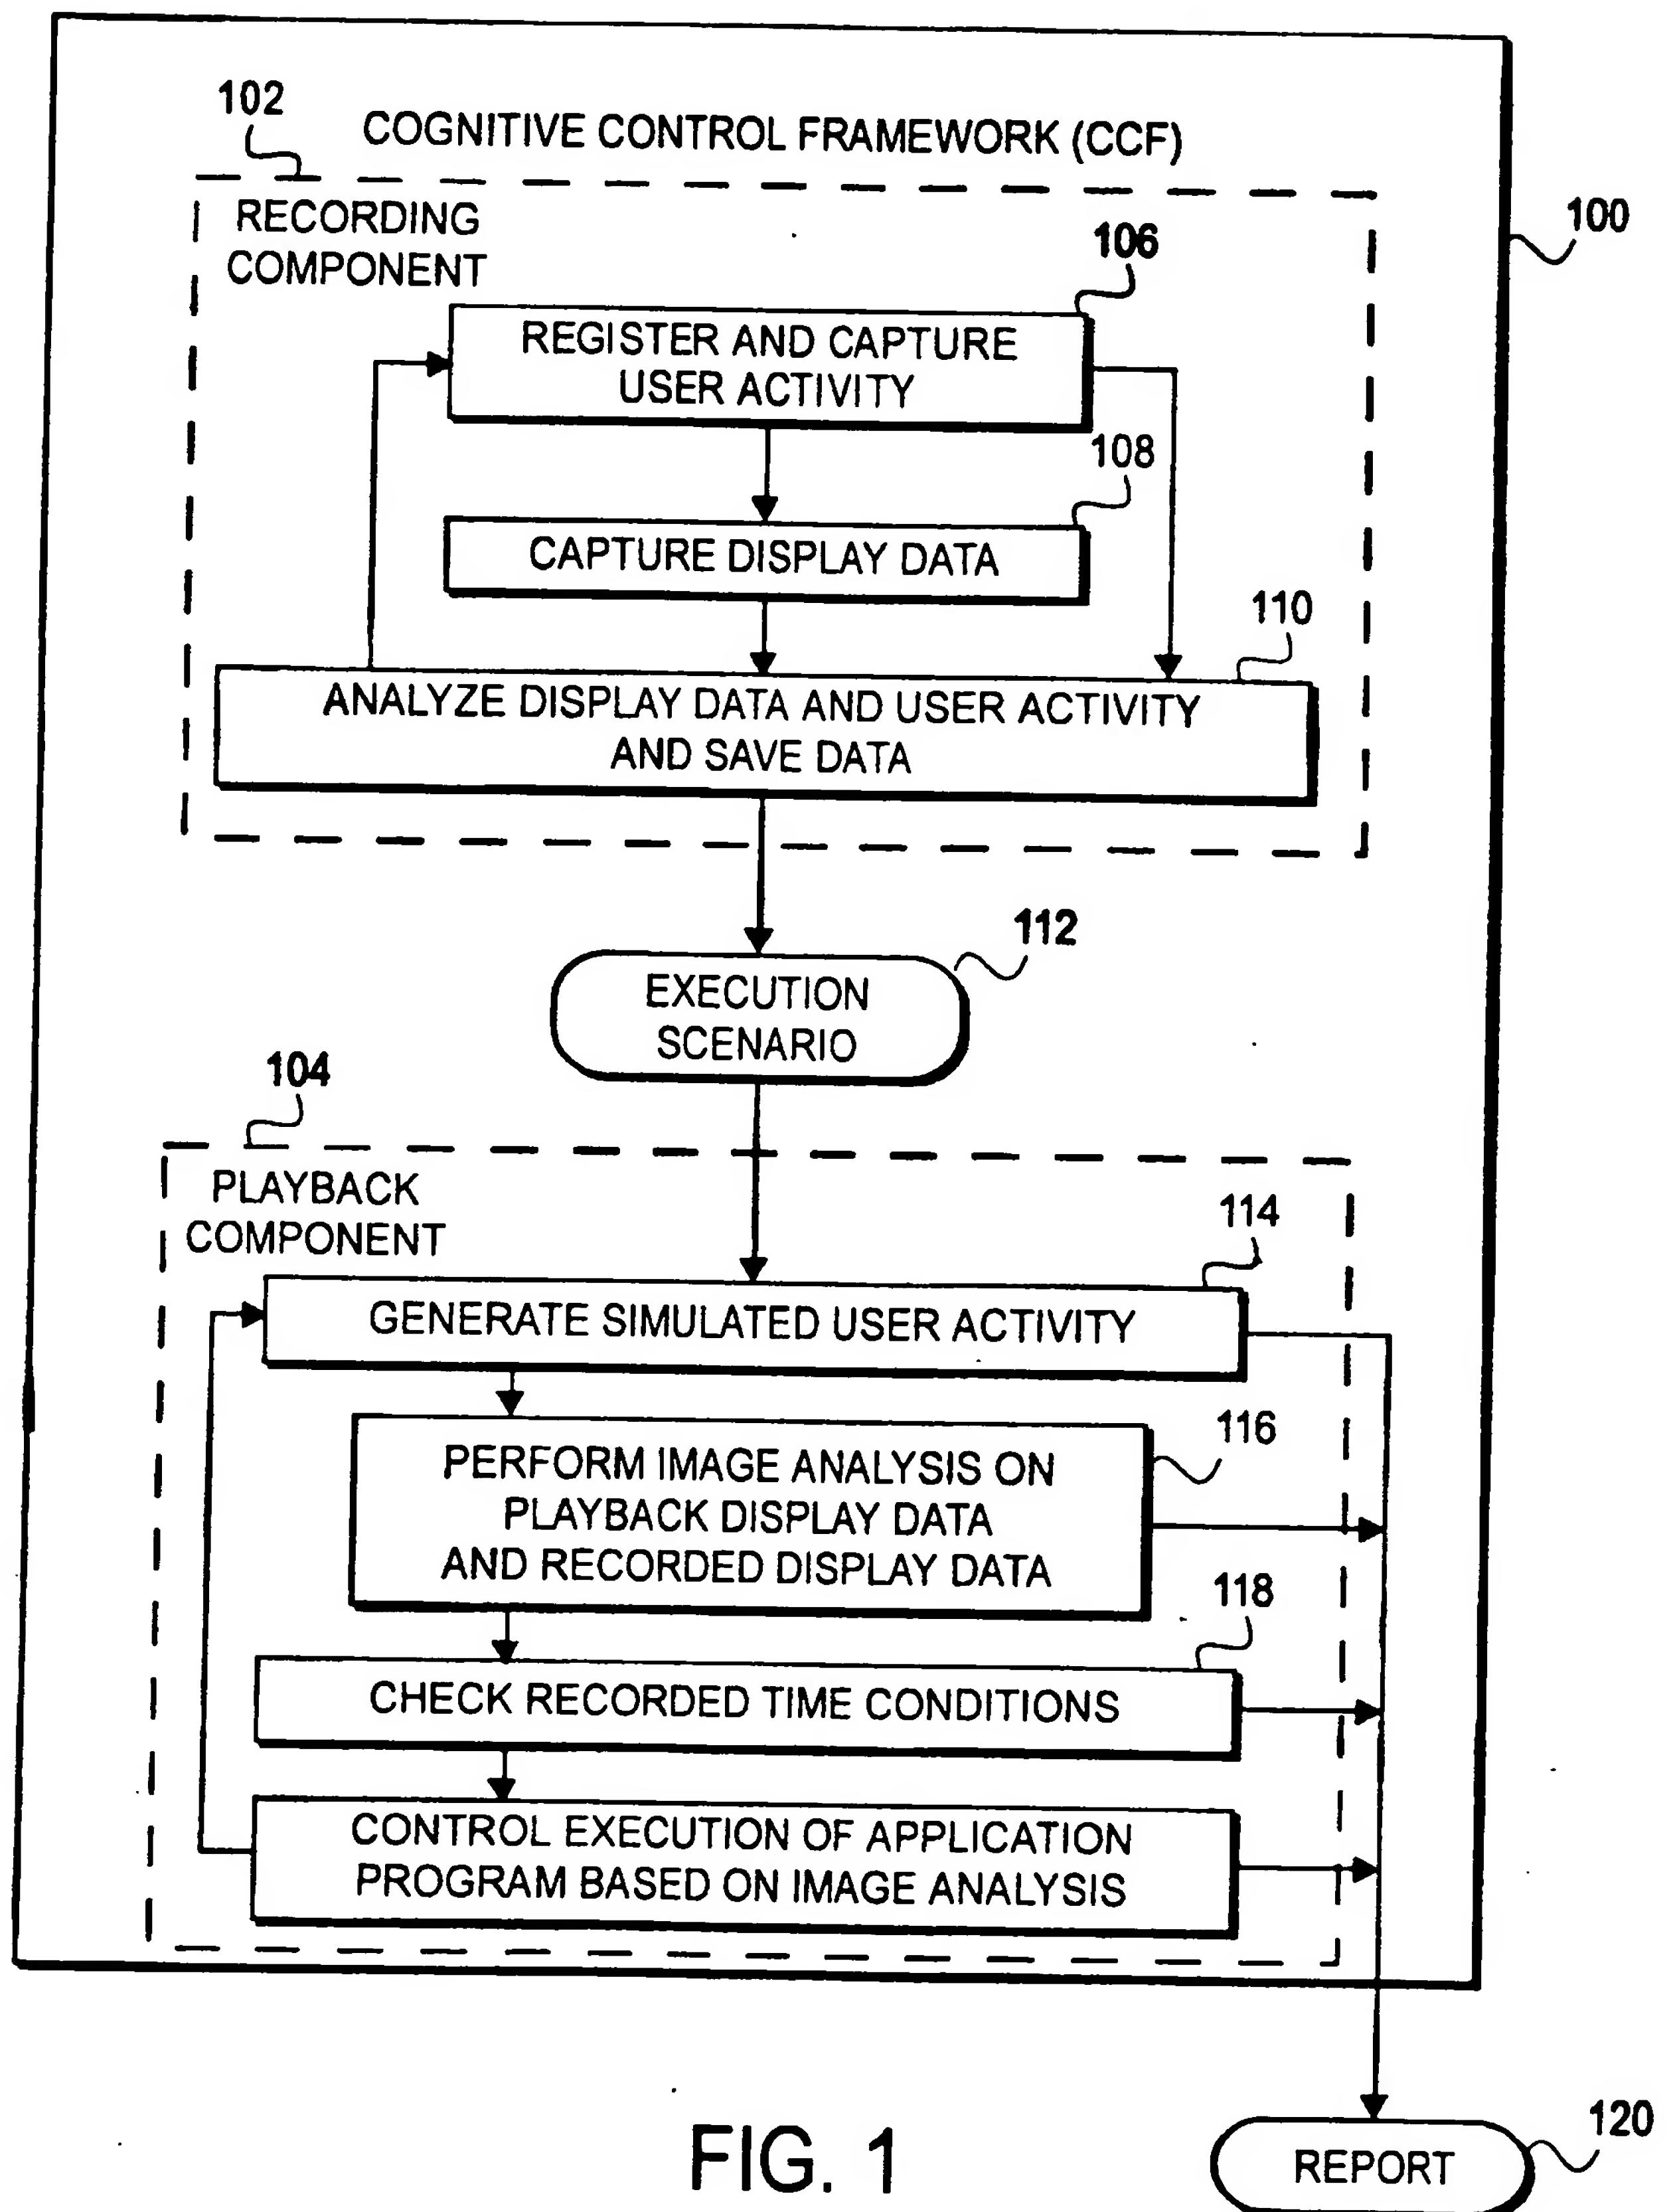 102
COGNITIVE CONTROL FRAMEWORK (CCF)
RECORDING
COMPONENT
100
106
REGISTER AND CAPTURE
USER ACTIVITY
108
CAPTURE DISPLAY DATA
110
ANALYZE DISPLAY DATA AND USER ACTIVITY
AND SAVE DATA
112
EXECUTION
SCENARIO
104
PLAYBACK
COMPONENT
114
GENERATE SIMULATED USER ACTIVITY
116
PERFORM IMAGE ANALYSIS ON
PLAYBACK DISPLAY DATA
AND RECORDED DISPLAY DATA
118
CHECK RECORDED TIME CONDITIONS
CONTROL EXECUTION OF APPLICATION
PROGRAM BASED ON IMAGE ANALYSIS
120
REPORT
FIG. 1